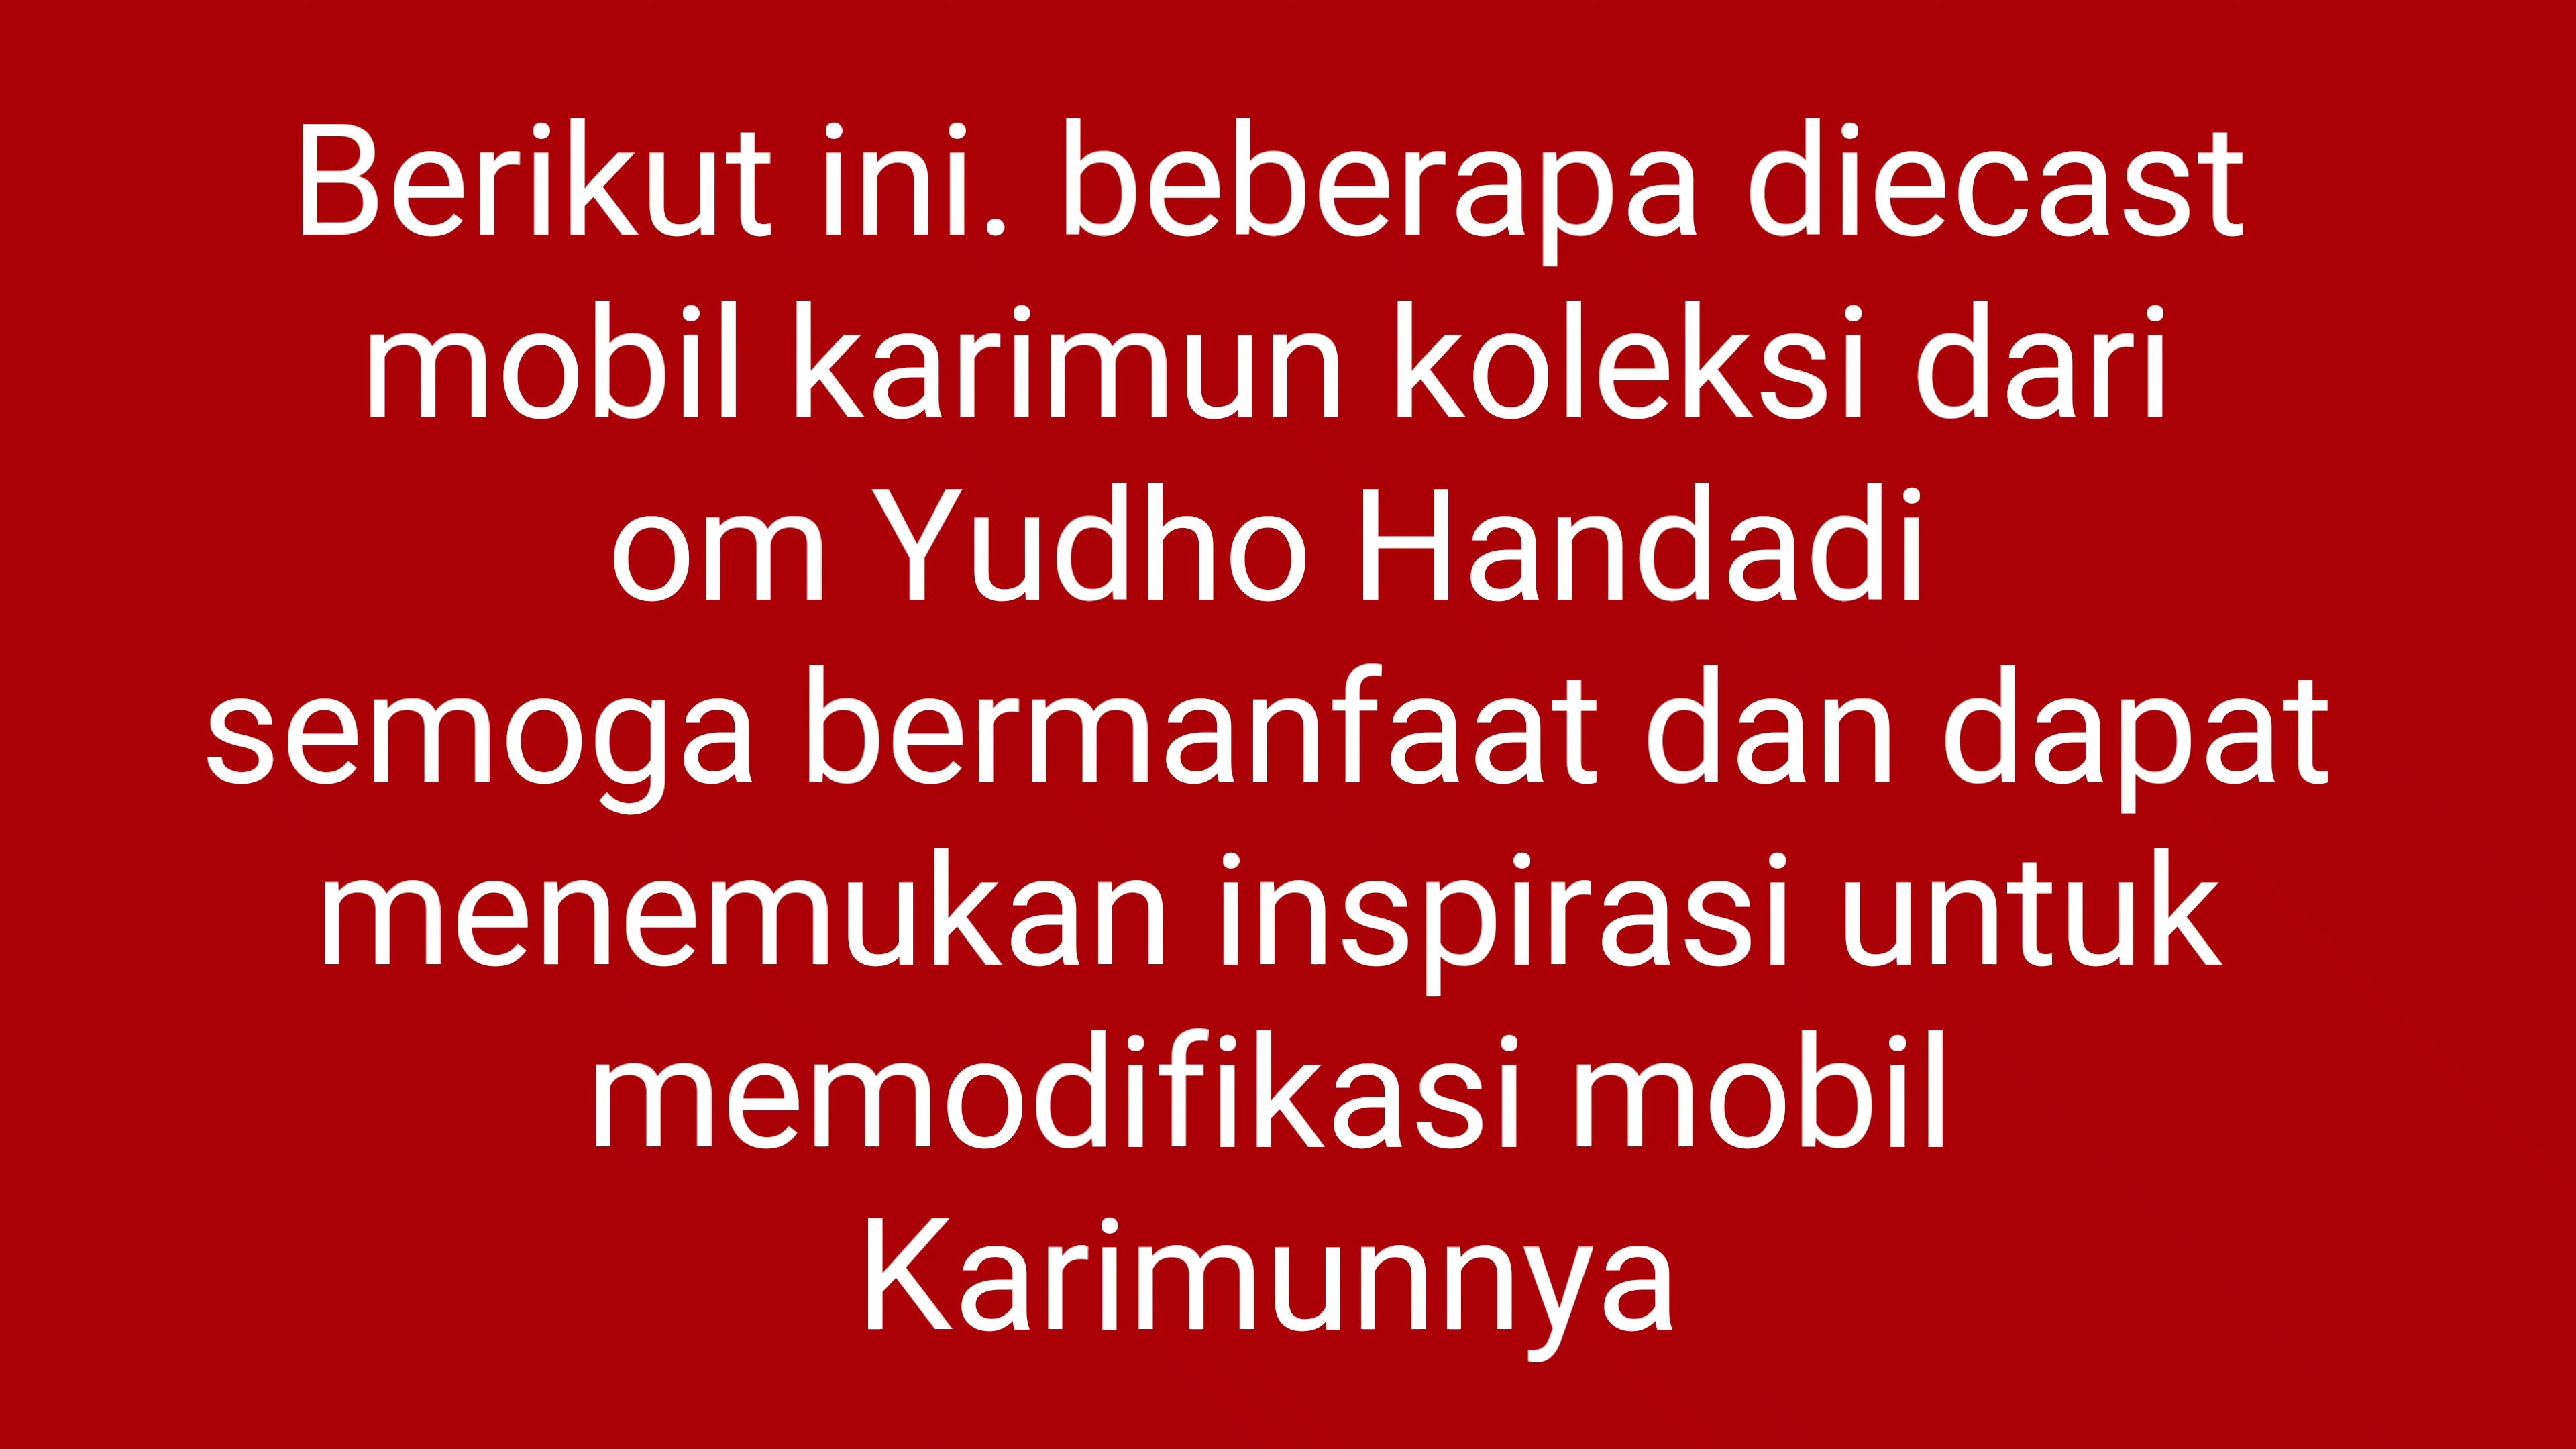 Berikut ini. beberapa diecast
mobil karimun koleksi dari
om Yudho Handadi
semoga bermanfaat dan dapat
menemukan inspirasi untuk
memodifikasi mobil
Karimunnya